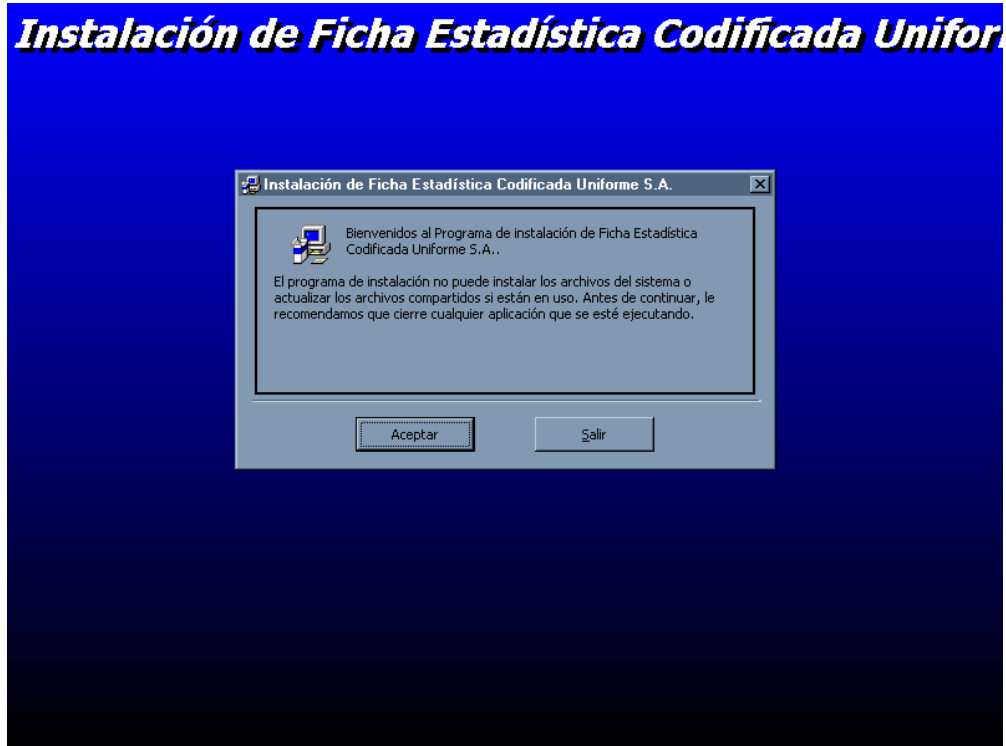 Instalación de Ficha Estadística Codificada Unifor
Instalación de Ficha Estadística Codificada Uniforme S.A.
Bienvenidos al Programa de instalación de Ficha Estadística
Codificada Uniforme S.A..
El programa de instalación no puede instalar los archivos del sistema o
actualizar los archivos compartidos si están en uso. Antes de continuar, le
recomendamos que cierre cualquier aplicación que se esté ejecutando.
Aceptar
Salir